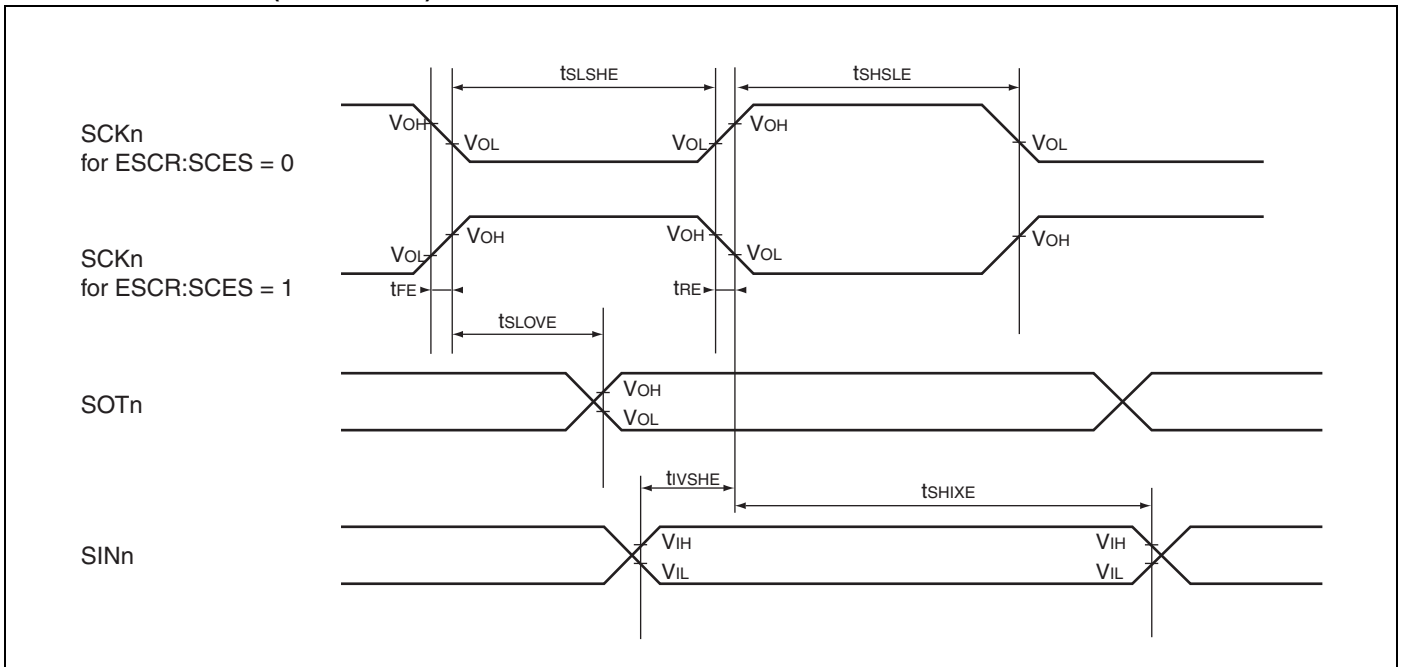 tSLSHE
tSHSLE
SCKn
for ESCR:SCES = 0
VOH
VOL
VOL
VOH
VOL
SCKn
for ESCR:SCES = 1
VOL
VOH
VOH
VOL
VOH
tFE
tRE
tSLOVE
SOTn
VOH
VOL
tIVSHE
tSHIXE
SINn
VIH
VIL
VIH
VIL